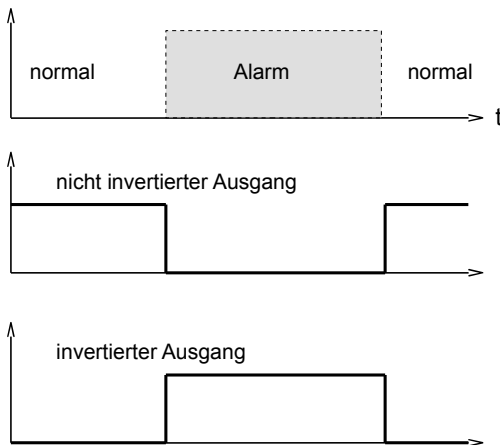 normal Alarm normal
t
nicht invertierter Ausgang
invertierter Ausgang